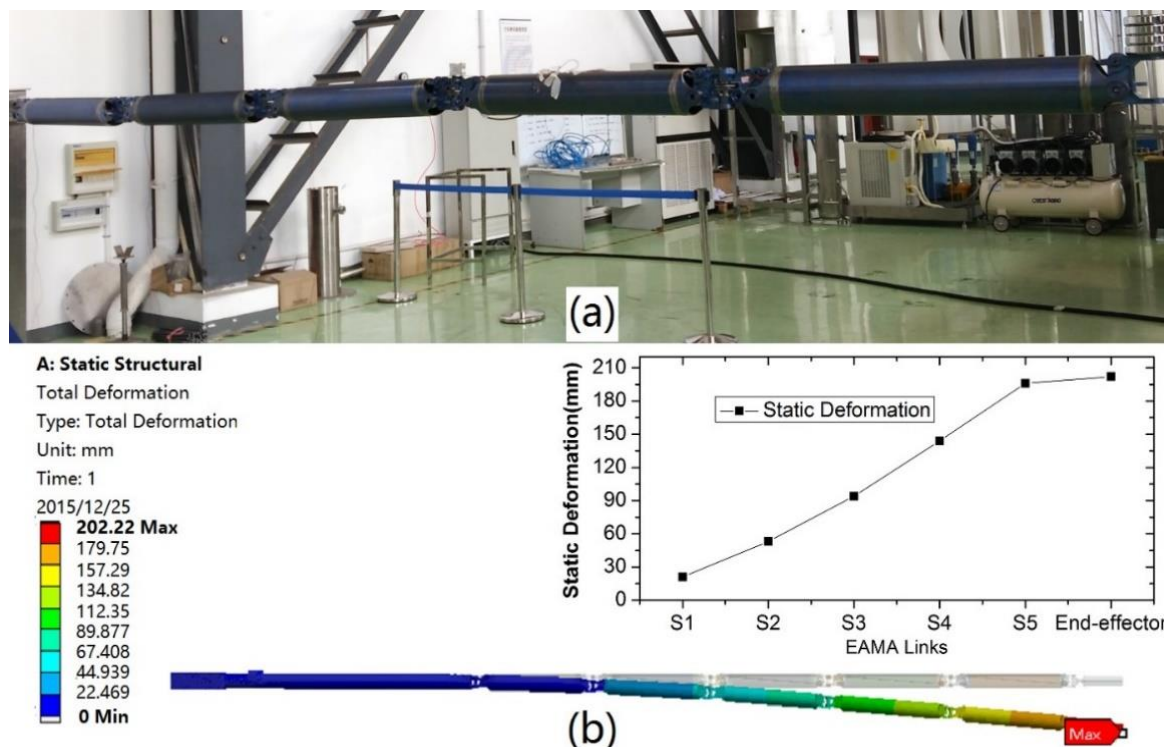 (a)
A: Static Structural
Total Deformation
Type: Total Deformation
Unit: mm
Time: 1
2015/12/25
202.22 Max
179.75
157.29
134.82
112.35
89.877
67.408
44.939
22.469
0 Min
Static Deformation(mm)
210
180
150
120
90
60
30
0
Static Deformation
S1 S2 S3 S4 S5 End-effector
EAMA Links
Max
(b)